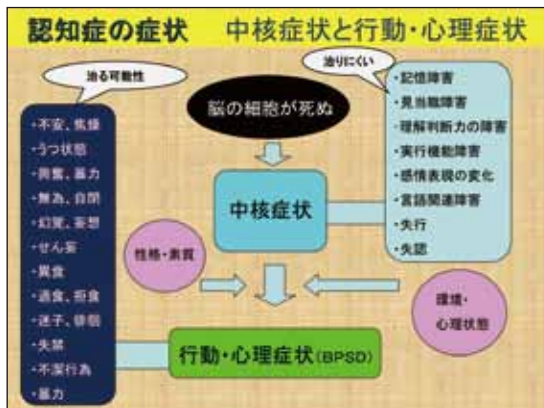 認知症の症状 中核症状と行動・心理症状
治る可能性
治りにくい
・不安、焦燥
・うつ状態
・興奮、暴力
・無為、自閉
・幻覚、妄想
・せん妄
・異食
・過食、拒食
・迷子、徘徊
・失禁
・不潔行為
・暴力
脳の細胞が死ぬ
・記憶障害
・見当職障害
・理解判断力の障害
・実行機能障害
・感情表現の変化
・言語関連障害
・失行
・失認
中核症状
性格・素質
環境・
心理状態
行動・心理症状(BPSD)